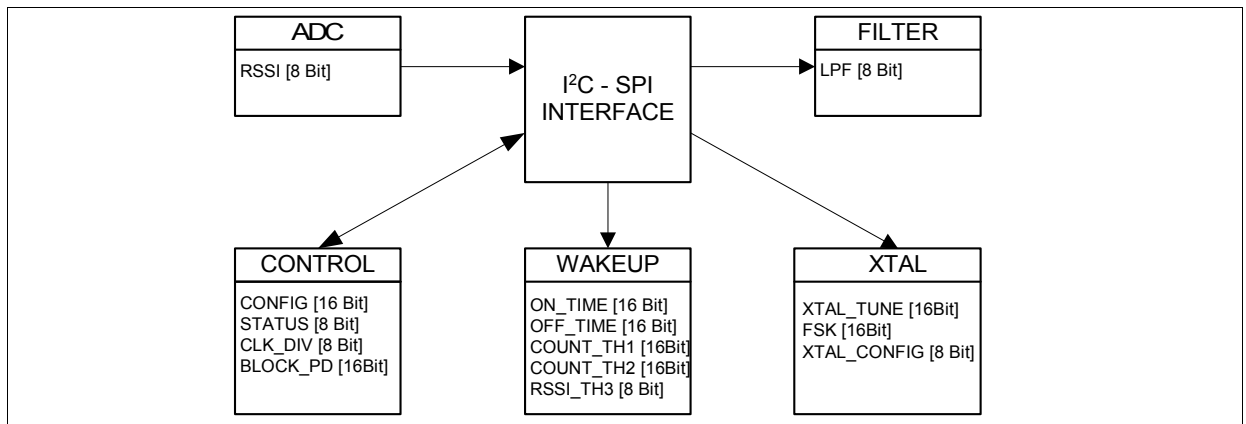 ADC
RSSI [8 Bit]
I²C - SPI
INTERFACE
FILTER
LPF [8 Bit]
CONTROL
CONFIG [16 Bit]
STATUS [8 Bit]
CLK_DIV [8 Bit]
BLOCK_PD [16Bit]
WAKEUP
ON_TIME [16 Bit]
OFF_TIME [16 Bit]
COUNT_TH1 [16Bit]
COUNT_TH2 [16Bit]
RSSI_TH3 [8 Bit]
XTAL
XTAL_TUNE [16Bit]
FSK [16Bit]
XTAL_CONFIG [8 Bit]